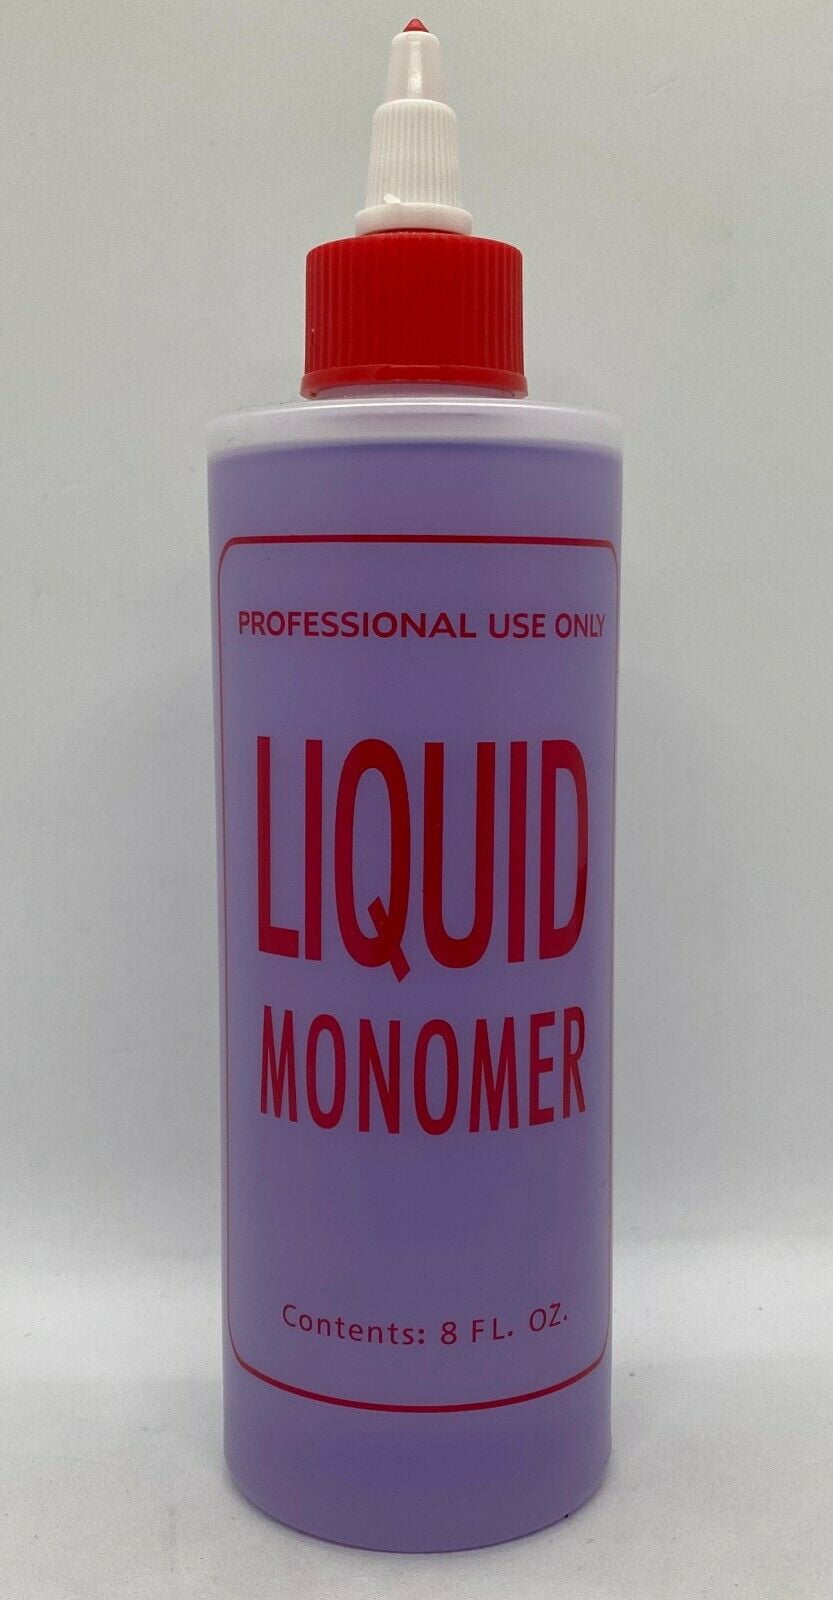 PROFESSIONAL USE ONLY
LIQUID
MONOMER
Contents: 8 FL. OZ.